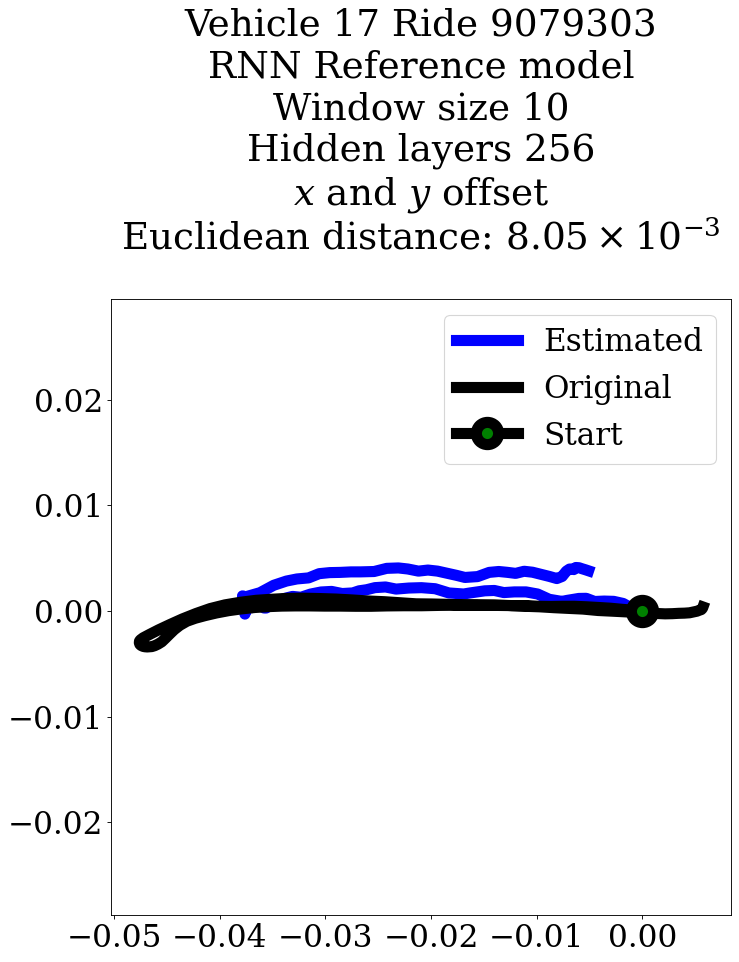 Vehicle 17 Ride 9079303
RNN Reference model
Window size 10
Hidden layers 256
x and y offset
Euclidean distance: 8.05 × 10⁻³
Estimated
Original
Start
0.02
0.01
0.00
−0.01
−0.02
−0.05 −0.04 −0.03 −0.02 −0.01 0.00